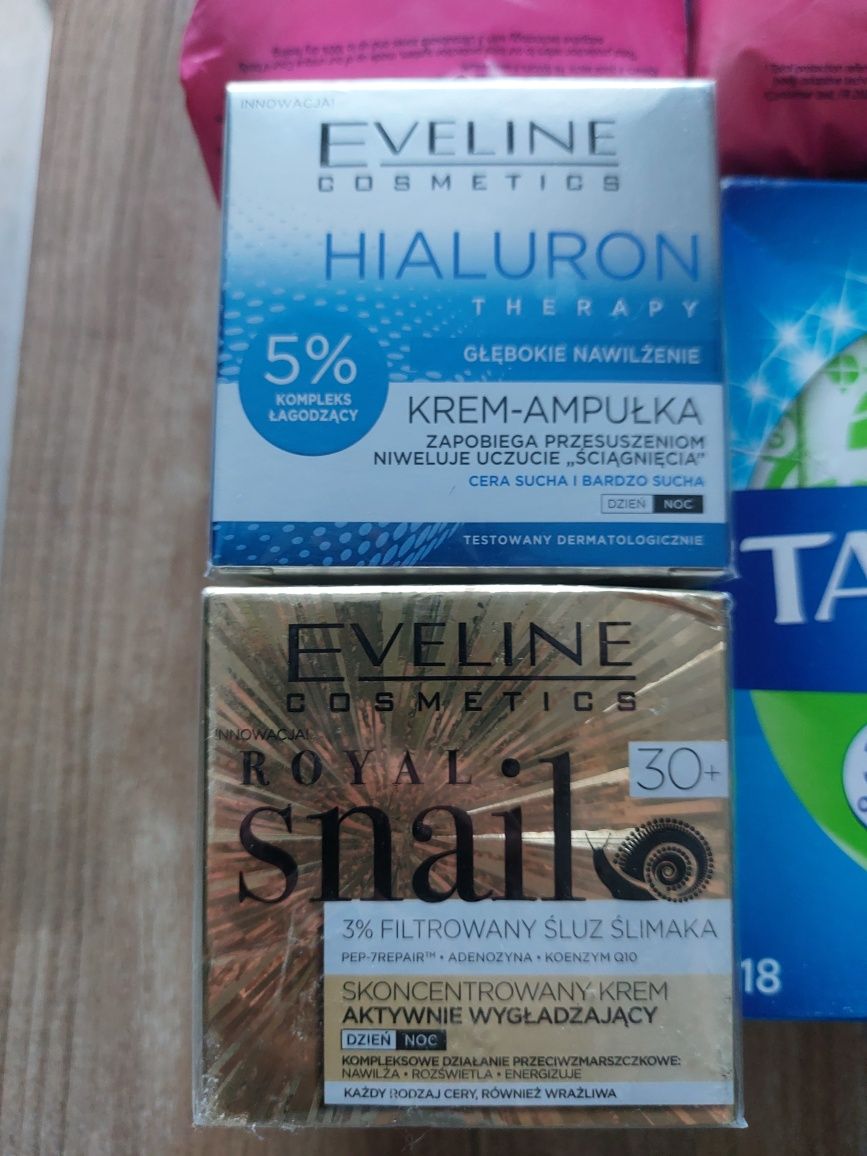 INNOWACJA!
EVELINE
COSMETICS
HIALURON
THERAPY
GŁĘBOKIE NAWILŻENIE
5%
KOMPLEKS
ŁAGODZĄCY
KREM-AMPUŁKA
ZAPOBIEGA PRZESUSZENIOM
NIWELUJE UCZUCIE „ŚCIĄGNIĘCIA”
CERA SUCHA I BARDZO SUCHA
DZIEŃ NOC
TESTOWANY DERMATOLOGICZNIE
TA
EVELINE
COSMETICS
INNOWACJA!
ROYAL
snail
30+
3% FILTROWANY ŚLUZ ŚLIMAKA
PEP-7REPAIR™ • ADENOZYNA • KOENZYM Q10
SKONCENTROWANY KREM
AKTYWNIE WYGŁADZAJĄCY
DZIEŃ NOC
KOMPLEKSOWE DZIAŁANIE PRZECIWZMARSZCZKOWE:
NAWILŻA • ROZŚWIETLA • ENERGIZUJE
KAŻDY RODZAJ CERY, RÓWNIEŻ WRAŻLIWA
18